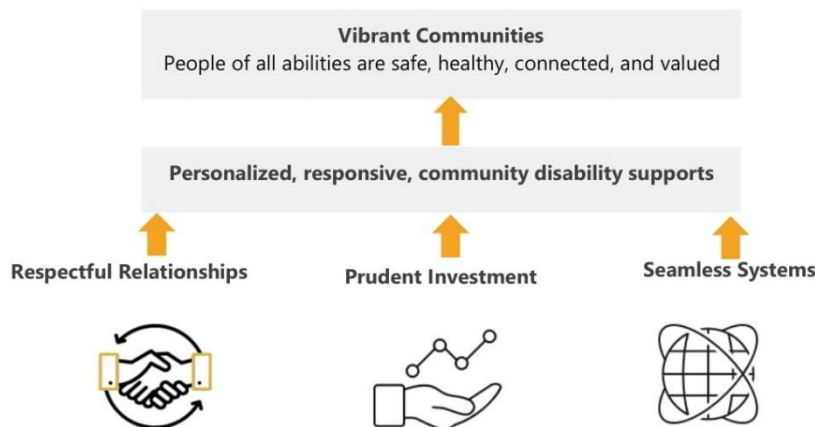 Vibrant Communities
People of all abilities are safe, healthy, connected, and valued
Personalized, responsive, community disability supports
Respectful Relationships
Prudent Investment
Seamless Systems